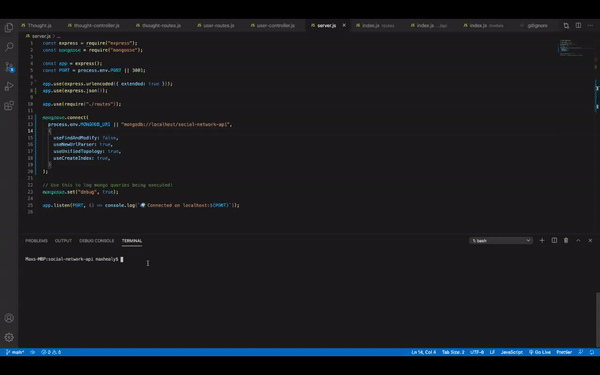 Thought.js thought-controller.js thought-routes.js user-routes.js user-controller.js server.js index.js index.js index.js .gitignore
server.js > ...
1 const express = require("express");
2 const mongoose = require("mongoose");
3
4 const app = express();
5 const PORT = process.env.PORT || 3001;
6
7 app.use(express.urlencoded({ extended: true }));
8 app.use(express.json());
9
10 app.use(require("./routes"));
11
12 mongoose.connect(
13 process.env.MONGODB_URI || "mongodb://localhost/social-network-api",
14 {
15 useFindAndModify: false,
16 useNewUrlParser: true,
17 useUnifiedTopology: true,
18 useCreateIndex: true,
19 }
20 );
21
22 // Use this to log mongo queries being executed!
23 mongoose.set("debug", true);
24
25 app.listen(PORT, () => console.log(`🌍 Connected on localhost:${PORT}`));
26
PROBLEMS OUTPUT DEBUG CONSOLE TERMINAL 1: bash
Maxs-MBP:social-network-api maxhealy$
main* 0 0 Ln 14, Col 4 Tab Size: 2 UTF-8 LF JavaScript Go Live Prettier